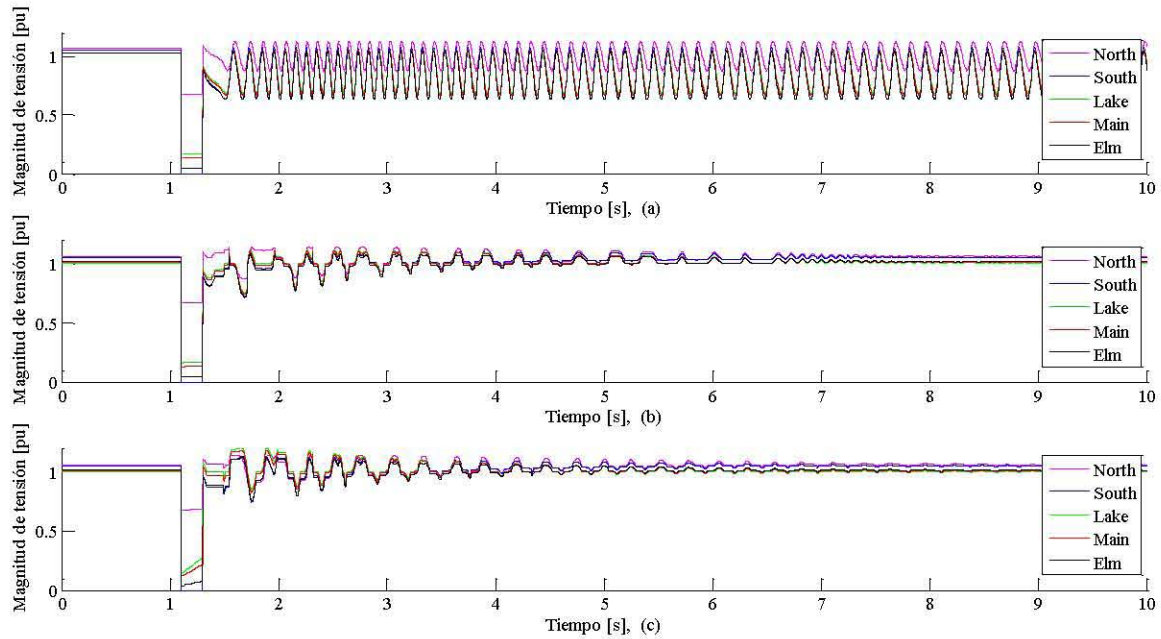 Magnitud de tensión [pu]
1
0.5
0
0 1 2 3 4 5 6 7 8 9 10
North
South
Lake
Main
Elm
Tiempo [s], (a)
Magnitud de tensión [pu]
1
0.5
0
0 1 2 3 4 5 6 7 8 9 10
North
South
Lake
Main
Elm
Tiempo [s], (b)
Magnitud de tensión [pu]
1
0.5
0
0 1 2 3 4 5 6 7 8 9 10
North
South
Lake
Main
Elm
Tiempo [s], (c)